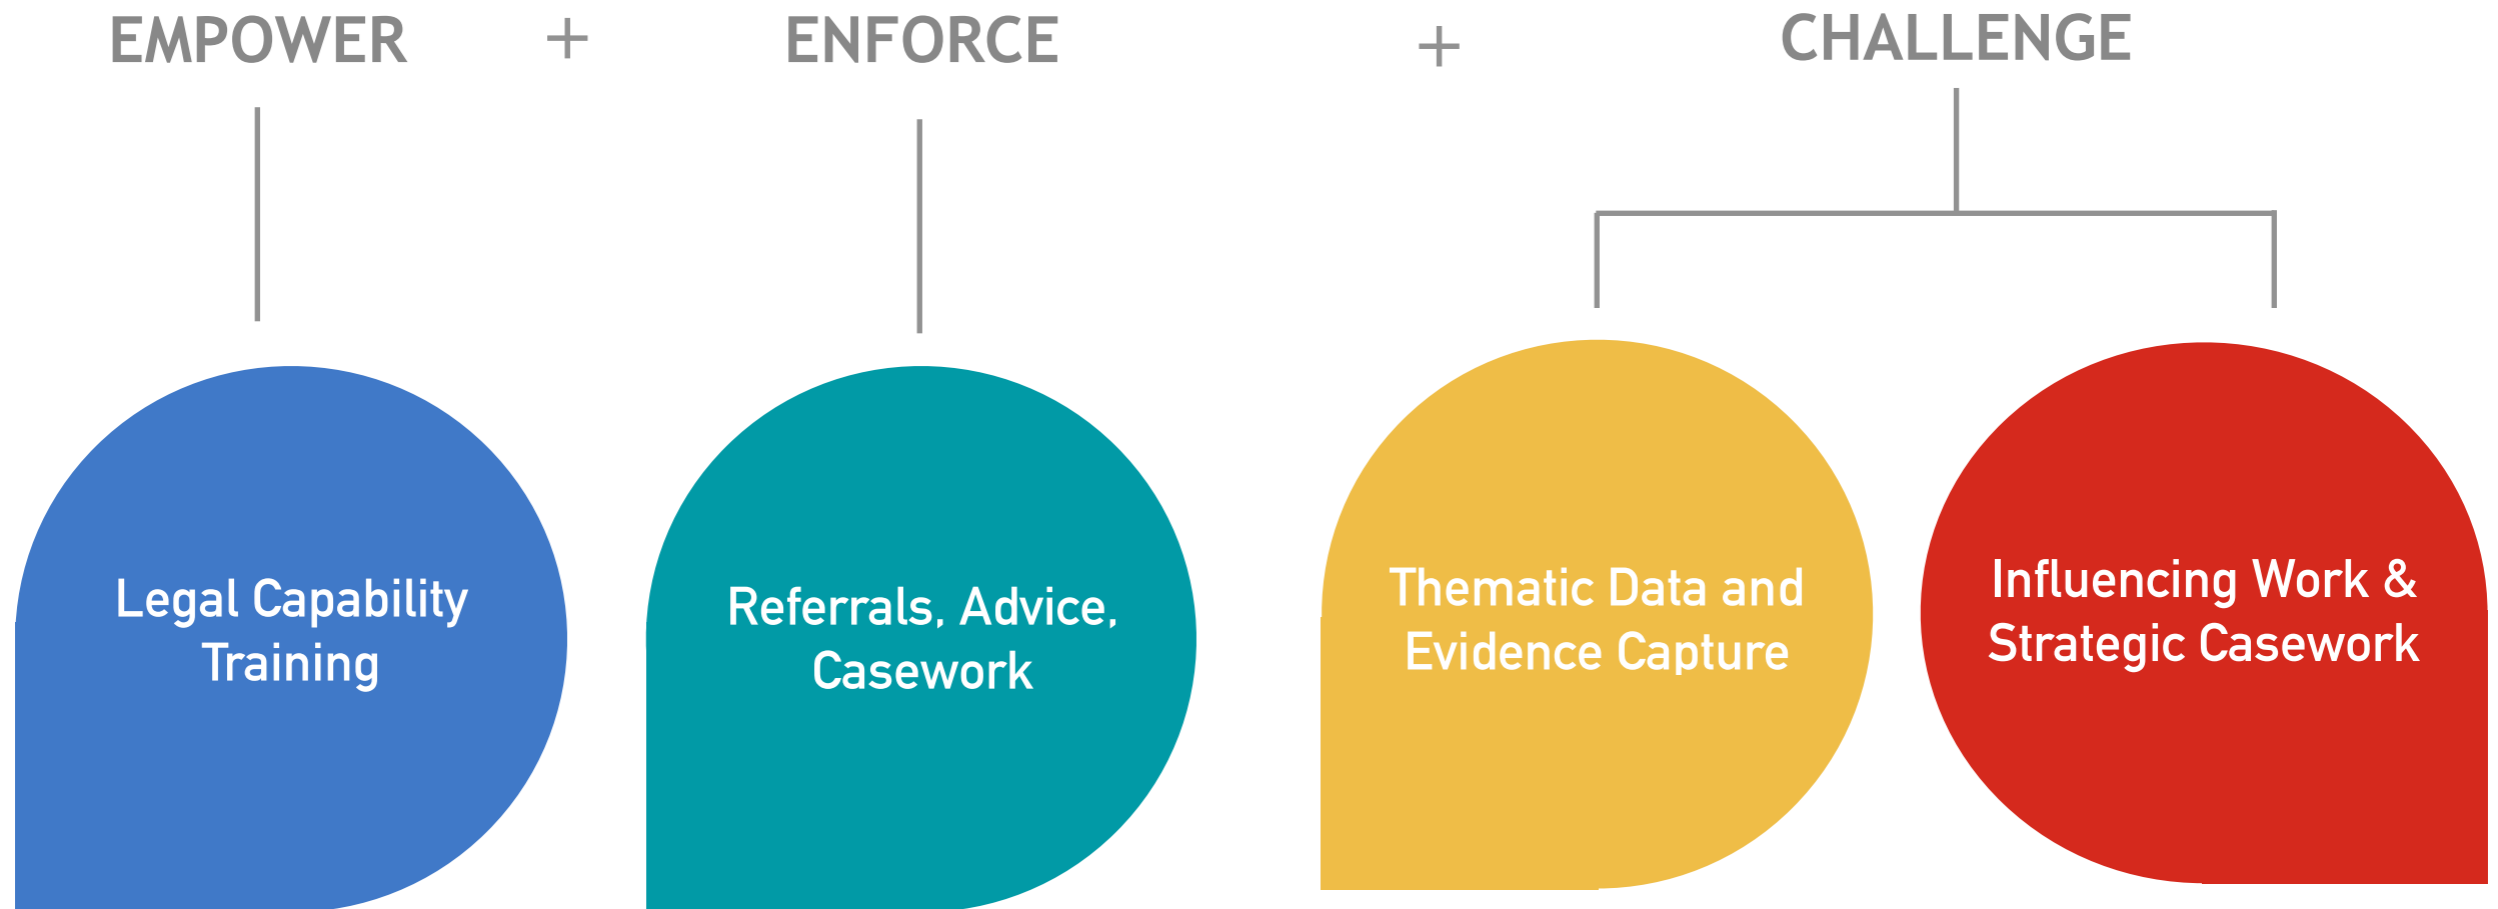 EMPOWER + ENFORCE + CHALLENGE
Legal Capability
Training
Referrals, Advice,
Casework
Thematic Data and
Evidence Capture
Influencing Work &
Strategic Casework